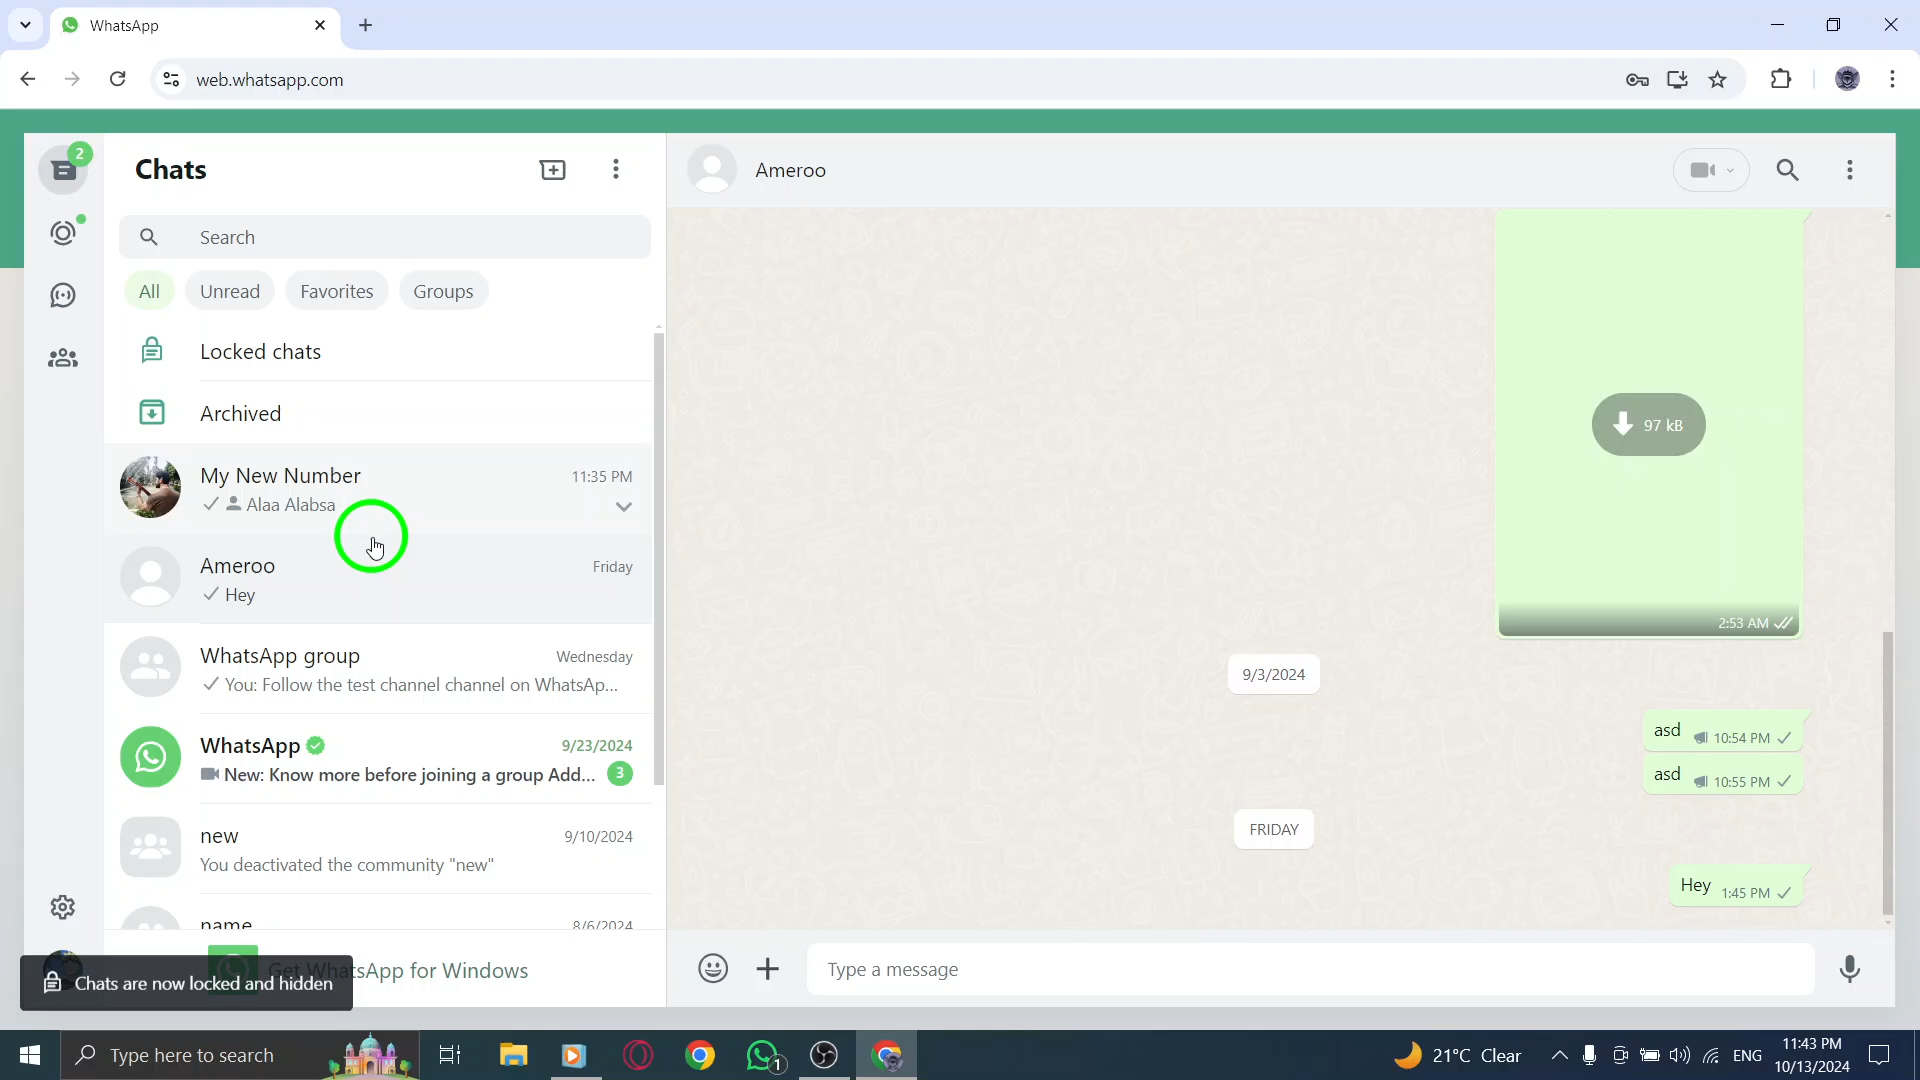 WhatsApp
web.whatsapp.com
2
Chats
Search
All
Unread
Favorites
Groups
Locked chats
Archived
My New Number
11:35 PM
Alaa Alabsa
Ameroo
Friday
Hey
WhatsApp group
Wednesday
You: Follow the test channel channel on WhatsAp...
WhatsApp
9/23/2024
New: Know more before joining a group Add...
3
new
9/10/2024
You deactivated the community "new"
name
8/6/2024
Get WhatsApp for Windows
Chats are now locked and hidden
Ameroo
97 kB
2:53 AM
9/3/2024
asd 10:54 PM
asd 10:55 PM
FRIDAY
Hey 1:45 PM
Type a message
Type here to search
1
21°C Clear
ENG
11:43 PM
10/13/2024